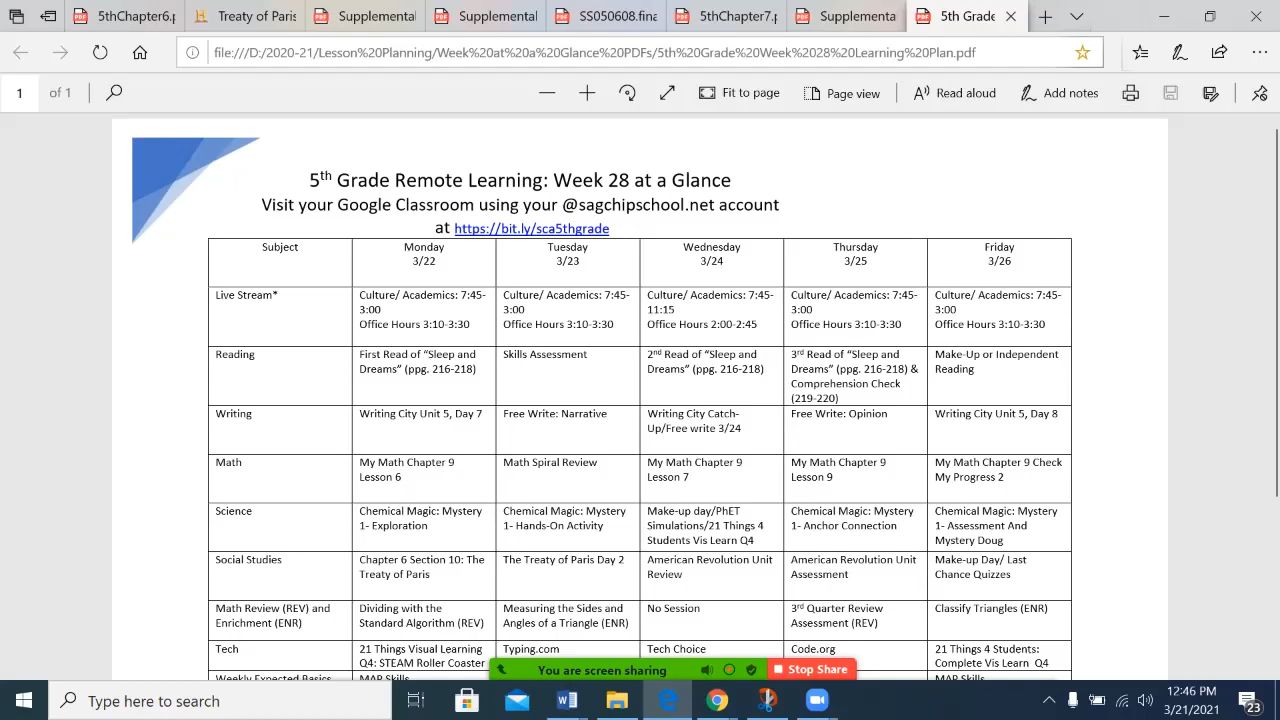 5thChapter6.p
Treaty of Paris
Supplemental
Supplemental
SS050608.fina
5thChapter7.
Supplementa
5th Grade
file:///D:/2020-21/Lesson%20Planning/Week%20at%20a%20Glance%20PDFs/5th%20Grade%20Week%2028%20Learning%20Plan.pdf
1 of 1
Fit to page
Page view
Read aloud
Add notes
5th Grade Remote Learning: Week 28 at a Glance
Visit your Google Classroom using your @sagchipschool.net account
at https://bit.ly/sca5thgrade
Subject
Monday
3/22
Tuesday
3/23
Wednesday
3/24
Thursday
3/25
Friday
3/26
Live Stream*
Culture/ Academics: 7:45-
3:00
Office Hours 3:10-3:30
Culture/ Academics: 7:45-
3:00
Office Hours 3:10-3:30
Culture/ Academics: 7:45-
11:15
Office Hours 2:00-2:45
Culture/ Academics: 7:45-
3:00
Office Hours 3:10-3:30
Culture/ Academics: 7:45-
3:00
Office Hours 3:10-3:30
Reading
First Read of “Sleep and
Dreams” (ppg. 216-218)
Skills Assessment
2nd Read of “Sleep and
Dreams” (ppg. 216-218)
3rd Read of “Sleep and
Dreams” (ppg. 216-218) &
Comprehension Check
(219-220)
Make-Up or Independent
Reading
Writing
Writing City Unit 5, Day 7
Free Write: Narrative
Writing City Catch-
Up/Free write 3/24
Free Write: Opinion
Writing City Unit 5, Day 8
Math
My Math Chapter 9
Lesson 6
Math Spiral Review
My Math Chapter 9
Lesson 7
My Math Chapter 9
Lesson 9
My Math Chapter 9 Check
My Progress 2
Science
Chemical Magic: Mystery
1- Exploration
Chemical Magic: Mystery
1- Hands-On Activity
Make-up day/PhET
Simulations/21 Things 4
Students Vis Learn Q4
Chemical Magic: Mystery
1- Anchor Connection
Chemical Magic: Mystery
1- Assessment And
Mystery Doug
Social Studies
Chapter 6 Section 10: The
Treaty of Paris
The Treaty of Paris Day 2
American Revolution Unit
Review
American Revolution Unit
Assessment
Make-up Day/ Last
Chance Quizzes
Math Review (REV) and
Enrichment (ENR)
Dividing with the
Standard Algorithm (REV)
Measuring the Sides and
Angles of a Triangle (ENR)
No Session
3rd Quarter Review
Assessment (REV)
Classify Triangles (ENR)
Tech
21 Things Visual Learning
Q4: STEAM Roller Coaster
Typing.com
Tech Choice
Code.org
21 Things 4 Students:
Complete Vis Learn Q4
Weekly Expected Basics
MAP Skills
MAP Skills
You are screen sharing
Stop Share
Type here to search
12:46 PM
3/21/2021
23